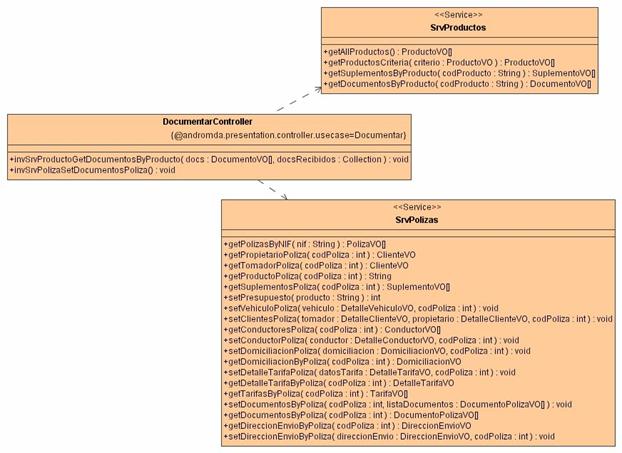 <<Service>>
SrvProductos
+getAllProductos() : ProductoVO[]
+getProductosCriteria( criterio : ProductoVO ) : ProductoVO[]
+getSuplementosByProducto( codProducto : String ) : SuplementoVO[]
+getDocumentosByProducto( codProducto : String ) : DocumentoVO[]
DocumentarController
{@andromda.presentation.controller.usecase=Documentar}
+invSrvProductoGetDocumentosByProducto( docs : DocumentoVO[], docsRecibidos : Collection ) : void
+invSrvPolizaSetDocumentosPoliza() : void
<<Service>>
SrvPolizas
+getPolizasByNIF( nif : String ) : PolizaVO[]
+getPropietarioPoliza( codPoliza : int ) : ClienteVO
+getTomadorPoliza( codPoliza : int ) : ClienteVO
+getProductoPoliza( codPoliza : int ) : String
+getSuplementosPoliza( codPoliza : int ) : SuplementoVO[]
+setPresupuesto( producto : String ) : int
+setVehiculoPoliza( vehiculo : DetalleVehiculoVO, codPoliza : int ) : void
+setClientesPoliza( tomador : DetalleClienteVO, propietario : DetalleClienteVO, codPoliza : int ) : void
+getConductoresPoliza( codPoliza : int ) : ConductorVO[]
+setConductorPoliza( conductor : DetalleConductorVO, codPoliza : int ) : void
+setDomiciliacionPoliza( domiciliacion : DomiciliacionVO, codPoliza : int ) : void
+getDomiciliacionByPoliza( codPoliza : int ) : DomiciliacionVO
+setDetalleTarifaPoliza( datosTarifa : DetalleTarifaVO, codPoliza : int ) : void
+getDetalleTarifaByPoliza( codPoliza : int ) : DetalleTarifaVO
+getTarifasByPoliza( codPoliza : int ) : TarifaVO[]
+setDocumentosByPoliza( codPoliza : int, listaDocumentos : DocumentoPolizaVO[] ) : void
+getDocumentosByPoliza( codPoliza : int ) : DocumentoPolizaVO[]
+getDireccionEnvioByPoliza( codPoliza : int ) : DireccionEnvioVO
+setDireccionEnvioByPoliza( direccionEnvio : DireccionEnvioVO, codPoliza : int ) : void